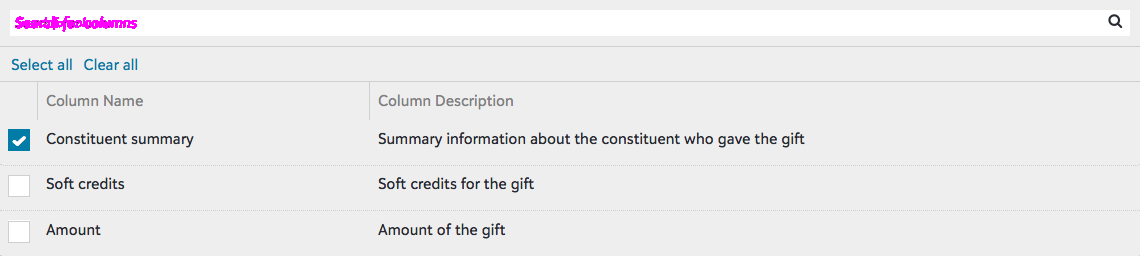 Search for columns
Select all Clear all
Column Name Column Description
Constituent summary Summary information about the constituent who gave the gift
Soft credits Soft credits for the gift
Amount Amount of the gift